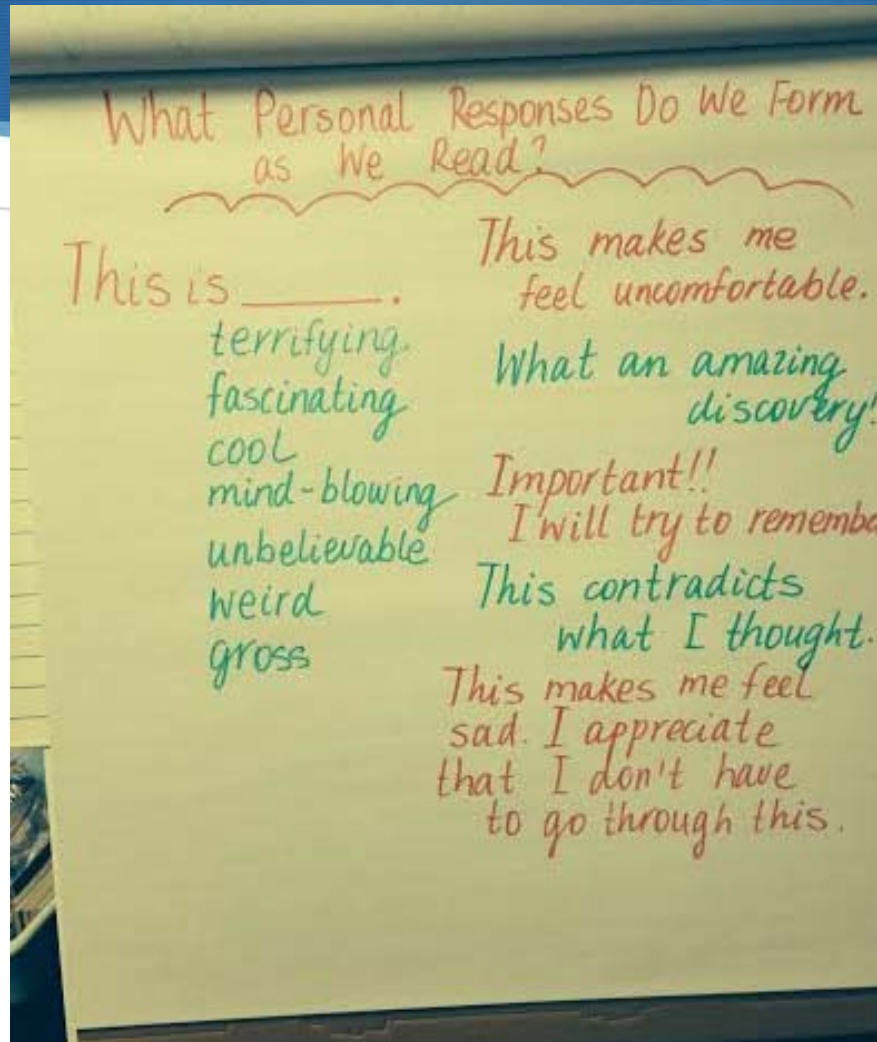 What Personal Responses Do We Form
as We Read?
This is ______.
terrifying
fascinating
cool
mind-blowing
unbelievable
weird
gross
This makes me
feel uncomfortable.
What an amazing
discovery!
Important!!
I will try to
This contradicts
what I thought.
This makes me feel
sad. I appreciate
that I don't have
to go through this.